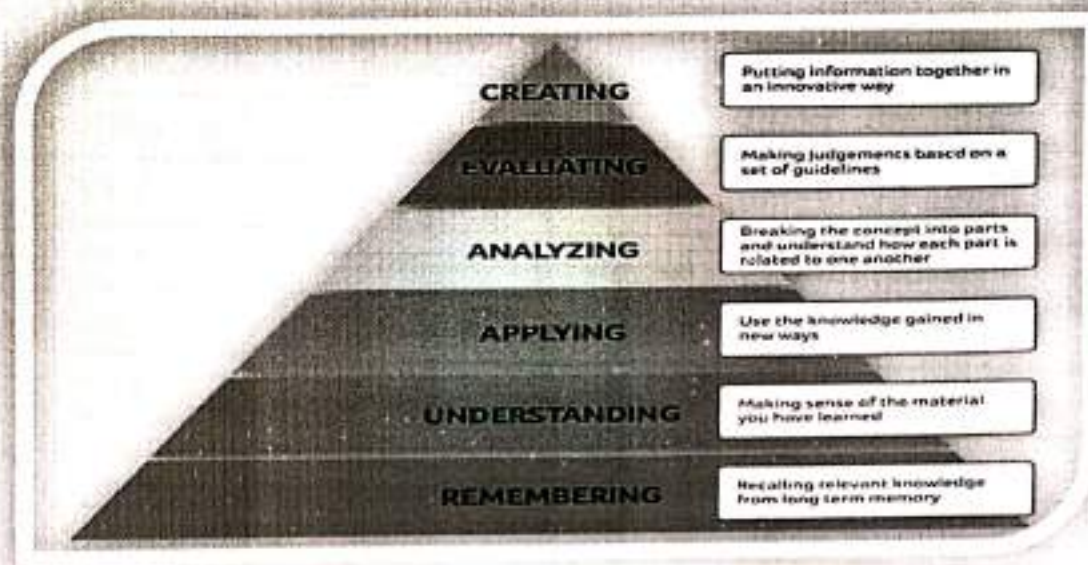 CREATING
Putting information together in
an innovative way
EVALUATING
Making judgements based on a
set of guidelines
ANALYZING
Breaking the concept into parts
and understand how each part is
related to one another
APPLYING
Use the knowledge gained in
new ways
UNDERSTANDING
Making sense of the material
you have learned
REMEMBERING
Recalling relevant knowledge
from long term memory